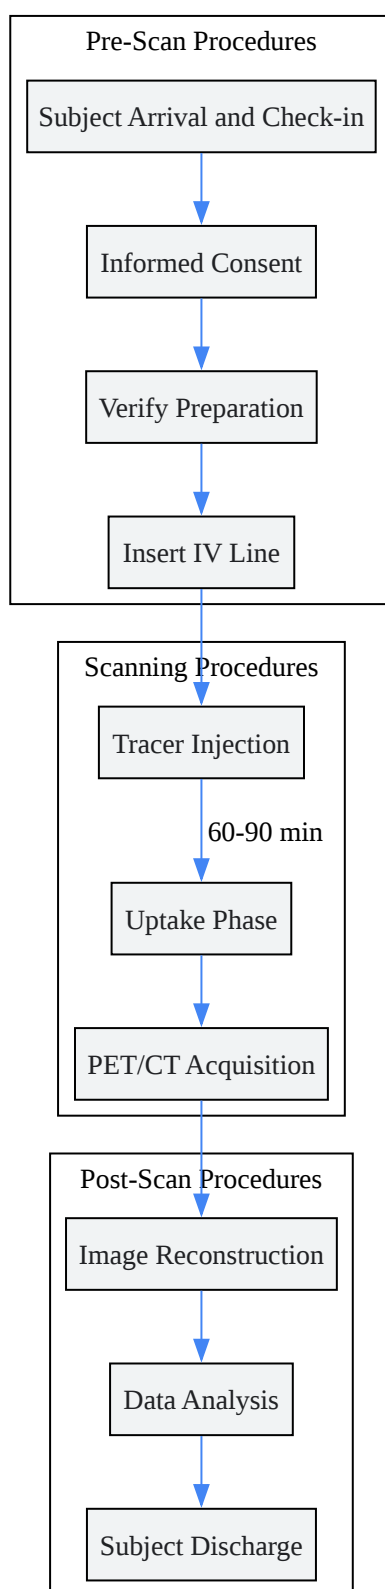 Pre-Scan Procedures
Subject Arrival and Check-in
Informed Consent
Verify Preparation
Insert IV Line
Scanning Procedures
Tracer Injection
60-90 min
Uptake Phase
PET/CT Acquisition
Post-Scan Procedures
Image Reconstruction
Data Analysis
Subject Discharge